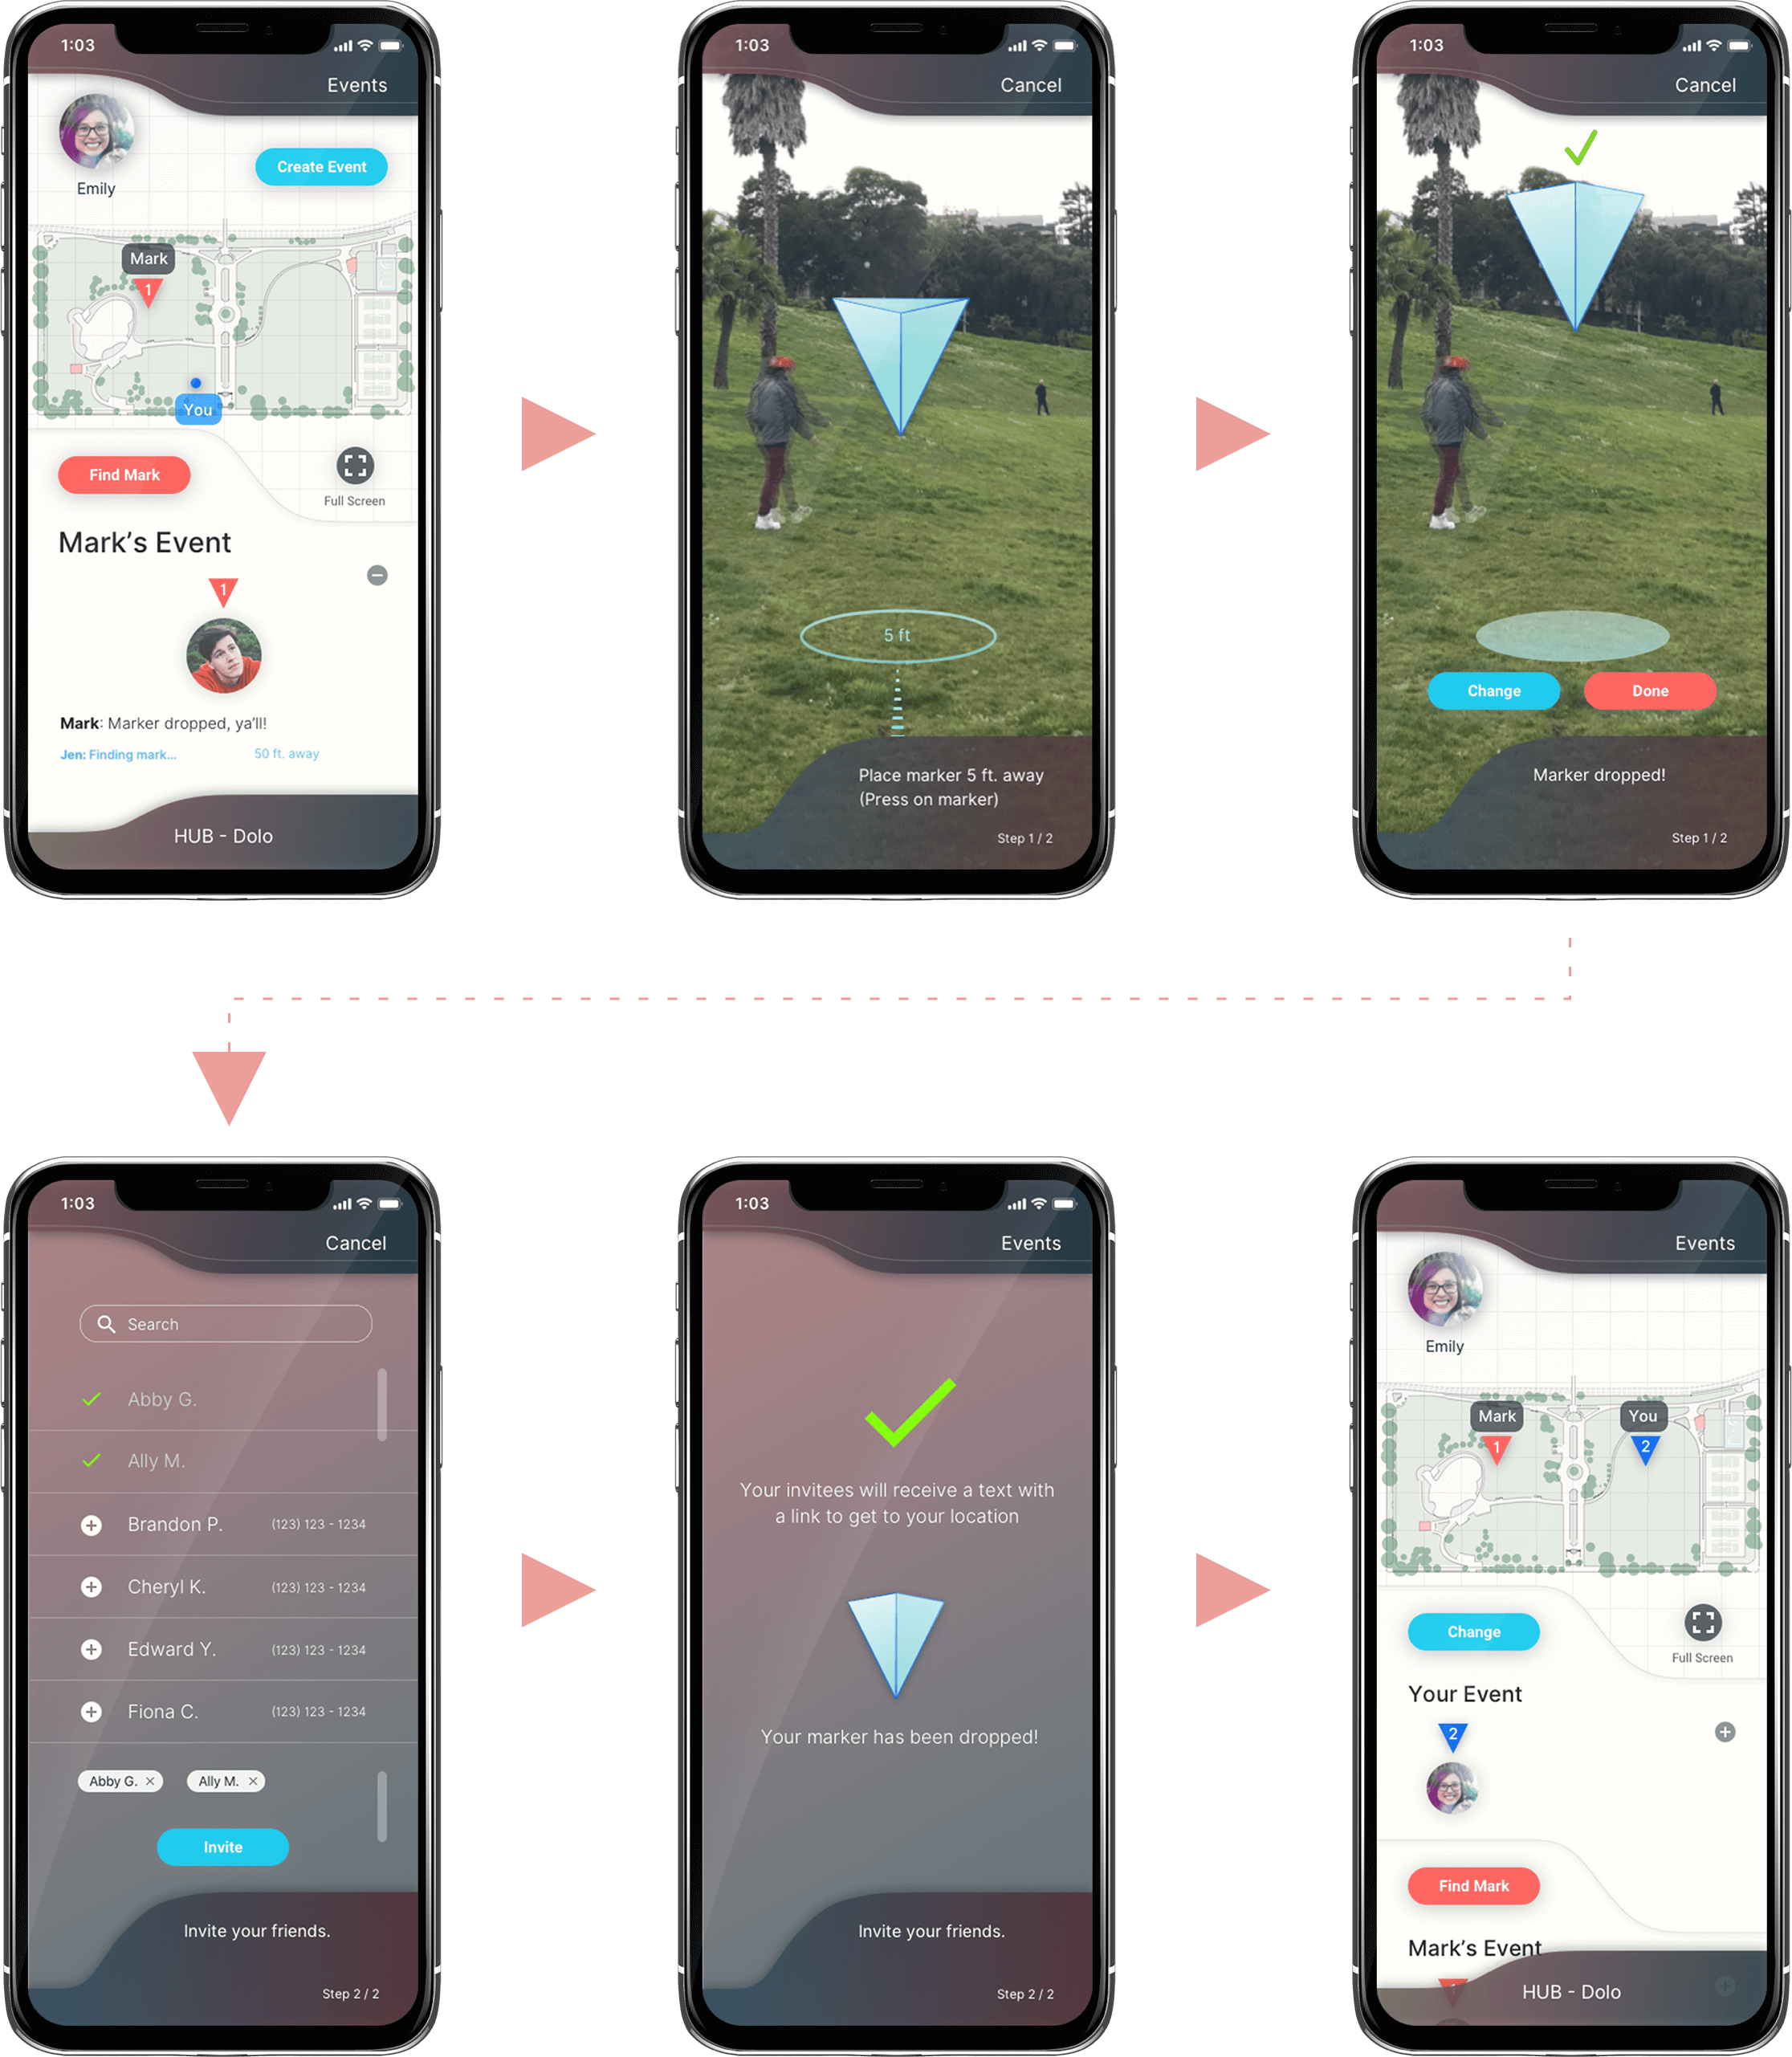 1:03
Events
Emily
Create Event
Mark
1
You
Find Mark
Full Screen
Mark's Event
1
Mark: Marker dropped, ya'll!
Jen: Finding mark... 50 ft. away
HUB - Dolo
1:03
Cancel
5 ft
Place marker 5 ft. away
(Press on marker)
Step 1 / 2
1:03
Cancel
Change Done
Marker dropped!
Step 1 / 2
1:03
Cancel
Search
Abby G.
Ally M.
Brandon P. (123) 123 - 1234
Cheryl K. (123) 123 - 1234
Edward Y. (123) 123 - 1234
Fiona C. (123) 123 - 1234
Abby G. Ally M.
Invite
Invite your friends.
Step 2 / 2
1:03
Events
Your invitees will receive a text with
a link to get to your location
Your marker has been dropped!
Invite your friends.
Step 2 / 2
Events
Emily
Mark You
1 2
Change
Full Screen
Your Event
2
Find Mark
Mark's Event
1
HUB - Dolo